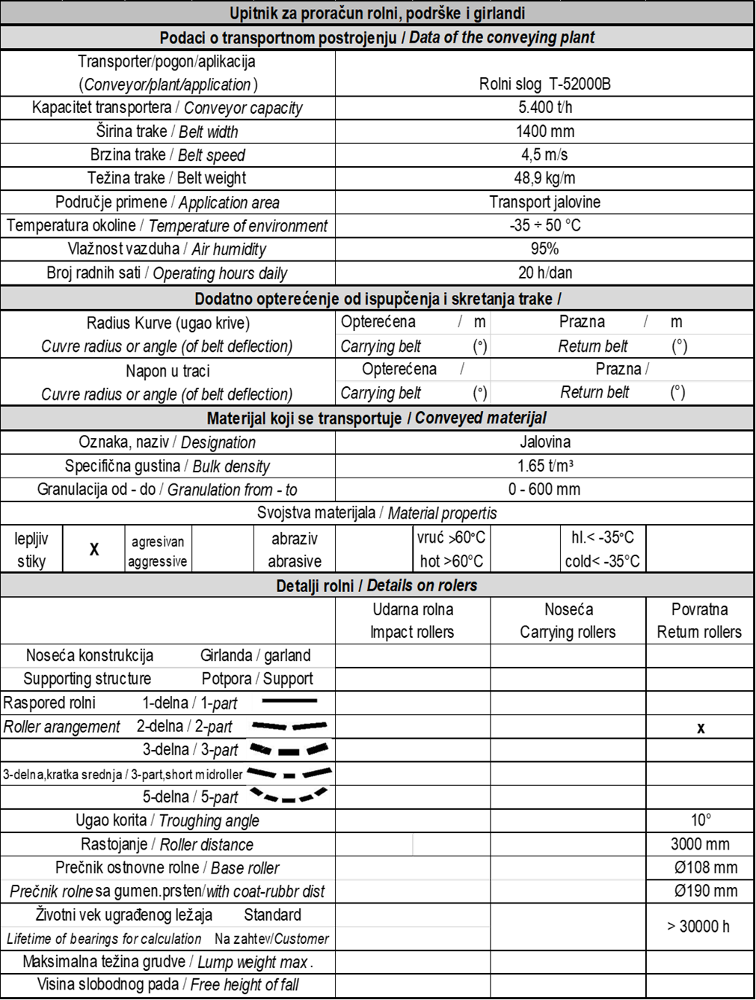 Upitnik za proračun rolni, podrške i girlandi
Podaci o transportnom postrojenju / Data of the conveying plant
Transporter/pogon/aplikacija
(Conveyor/plant/application) Rolni slog T-52000B
Kapacitet transportera / Conveyor capacity 5.400 t/h
Širina trake / Belt width 1400 mm
Brzina trake / Belt speed 4,5 m/s
Težina trake / Belt weight 48,9 kg/m
Područje primene / Application area Transport jalovine
Temperatura okoline / Temperature of environment -35 ÷ 50 °C
Vlažnost vazduha / Air humidity 95%
Broj radnih sati / Operating hours daily 20 h/dan
Dodatno opterećenje od ispupčenja i skretanja trake /
Radius Kurve (ugao krive) Opterećena / m Prazna / m
Cuvre radius or angle (of belt deflection) Carrying belt (°) Return belt (°)
Napon u traci Opterećena / Prazna /
Cuvre radius or angle (of belt deflection) Carrying belt (°) Return belt (°)
Materijal koji se transportuje / Conveyed materijal
Oznaka, naziv / Designation Jalovina
Specifična gustina / Bulk density 1.65 t/m³
Granulacija od - do / Granulation from - to 0 - 600 mm
Svojstva materijala / Material propertis
lepljiv X agresivan abraziv vruć >60°C hl.< -35°C
stiky aggressive abrasive hot >60°C cold< -35°C
Detalji rolni / Details on rolers
Udarna rolna Noseća Povratna
Impact rollers Carrying rollers Return rollers
Noseća konstrukcija Girlanda / garland
Supporting structure Potpora / Support
Raspored rolni 1-delna / 1-part
Roller arangement 2-delna / 2-part x
3-delna / 3-part
3-delna,kratka srednja / 3-part,short midroller
5-delna / 5-part
Ugao korita / Troughing angle 10°
Rastojanje / Roller distance 3000 mm
Prečnik ostnovne rolne / Base roller Ø108 mm
Prečnik rolne sa gumen.prsten/with coat-rubbr dist Ø190 mm
Životni vek ugrađenog ležaja Standard > 30000 h
Lifetime of bearings for calculation Na zahtev/Customer
Maksimalna težina grudve / Lump weight max.
Visina slobodnog pada / Free height of fall